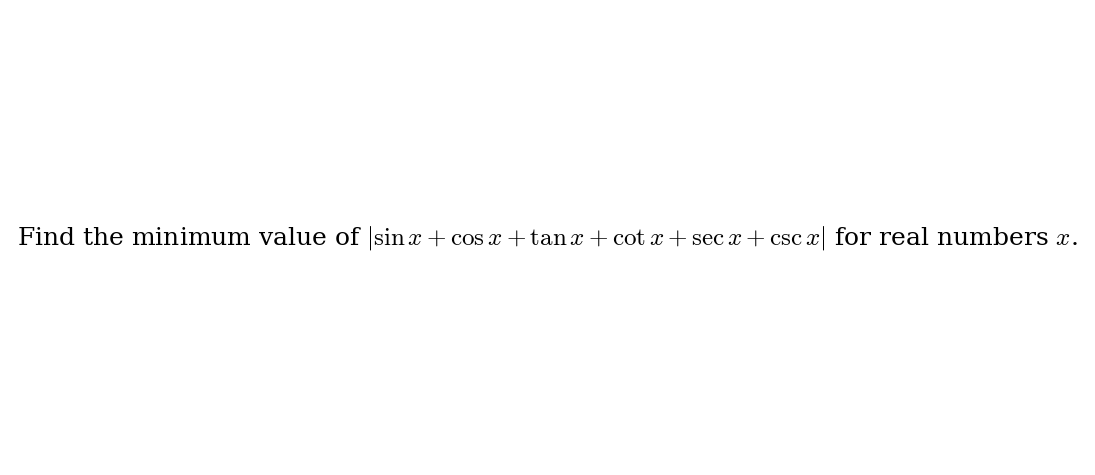 Find the minimum value of $|\sin x + \cos x + \tan x + \cot x + \sec x + \csc x|$ for real numbers $x$.